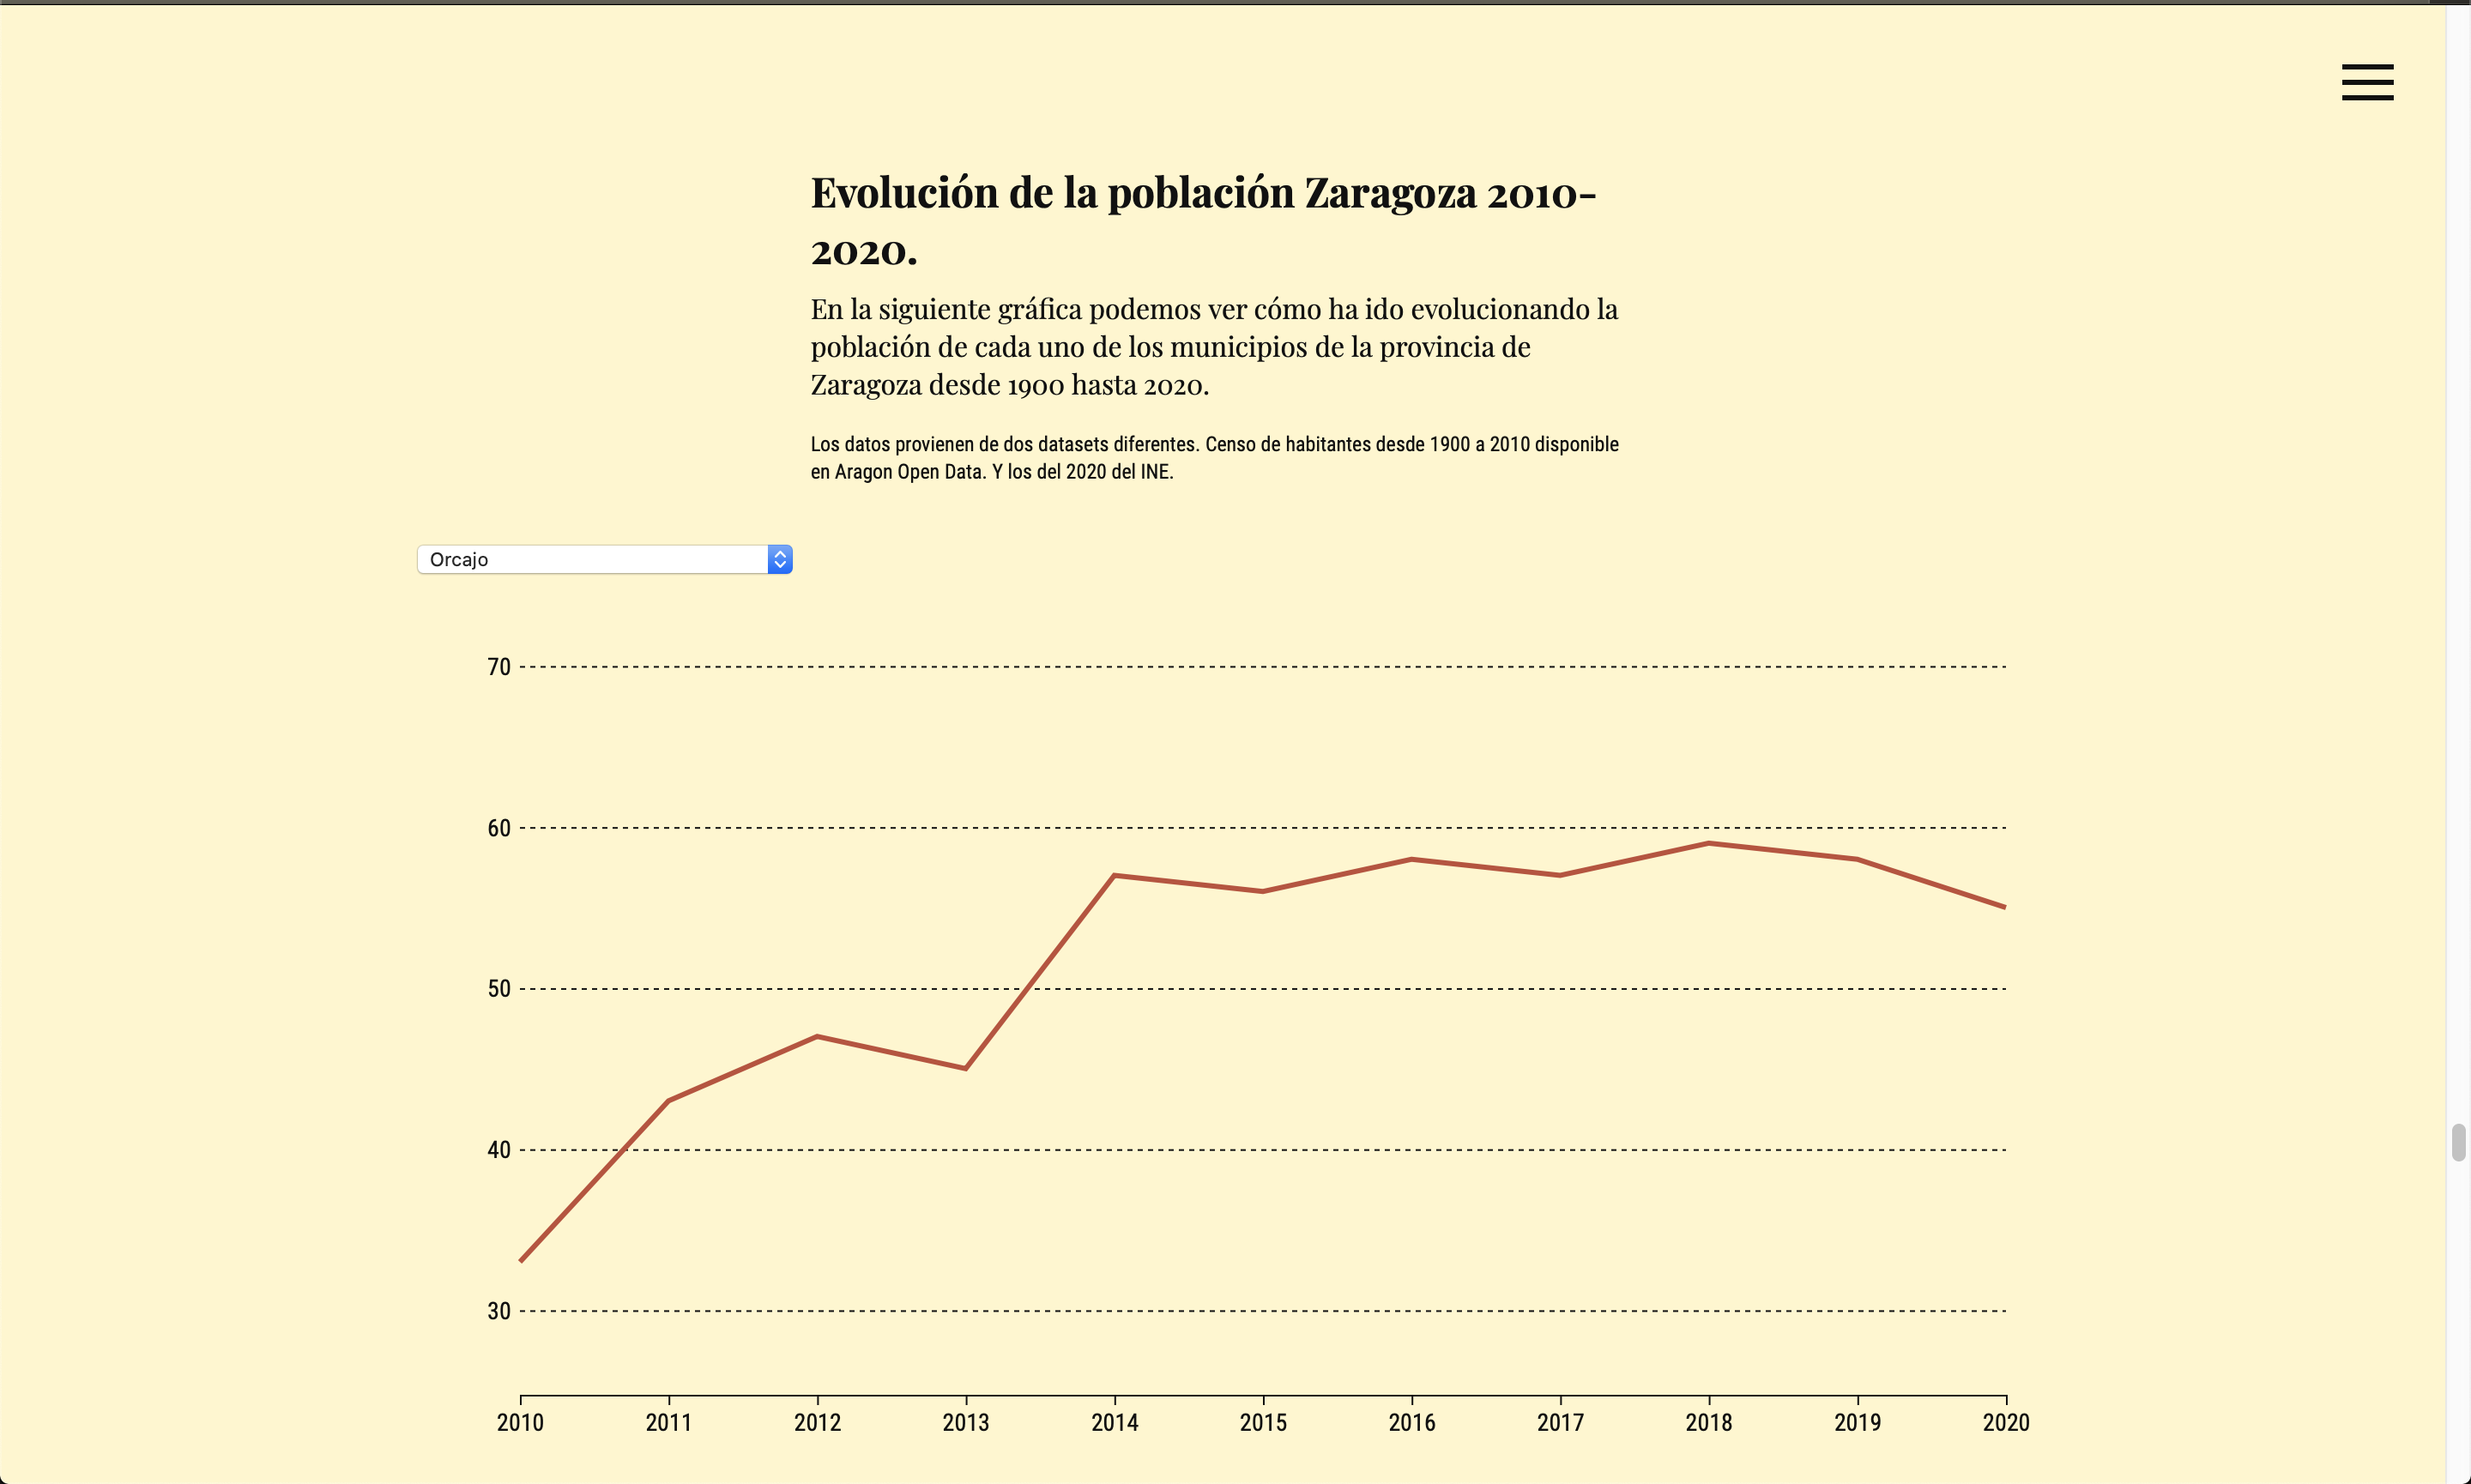 Evolución de la población Zaragoza 2010-
2020.
En la siguiente gráfica podemos ver cómo ha ido evolucionando la
población de cada uno de los municipios de la provincia de
Zaragoza desde 1900 hasta 2020.
Los datos provienen de dos datasets diferentes. Censo de habitantes desde 1900 a 2010 disponible
en Aragon Open Data. Y los del 2020 del INE.
Orcajo
70
60
50
40
30
2010 2011 2012 2013 2014 2015 2016 2017 2018 2019 2020